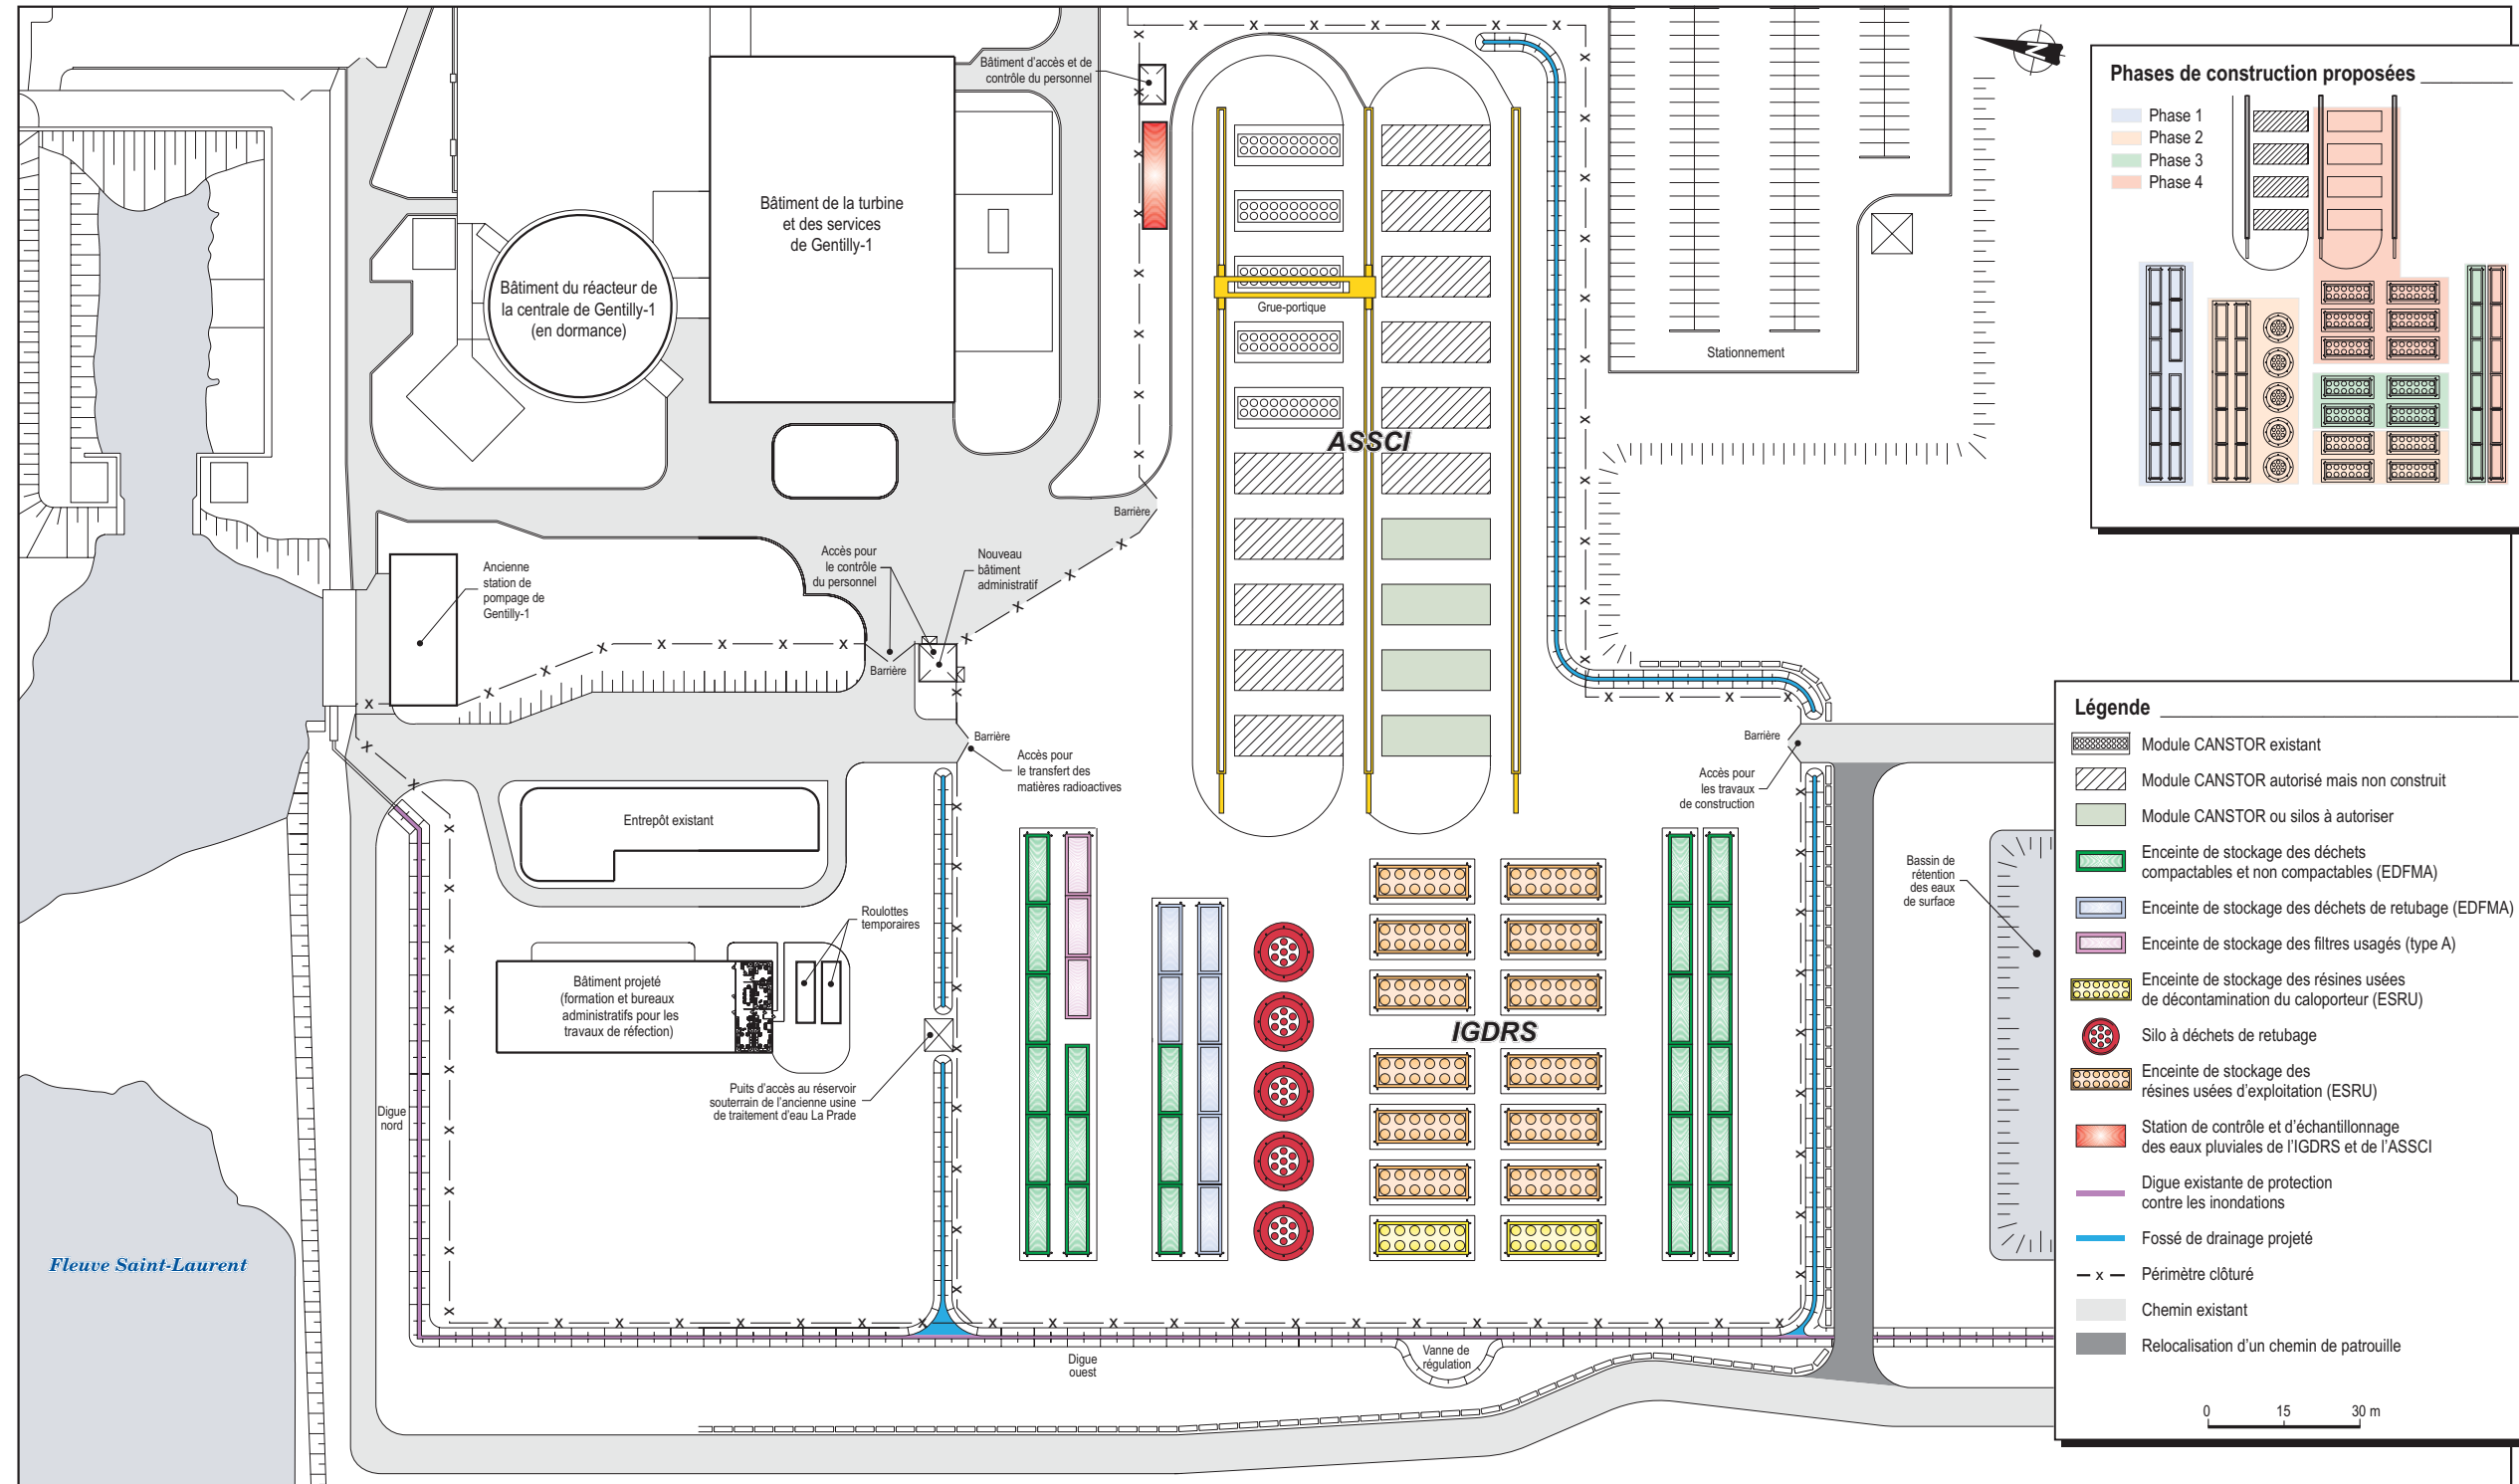 Bâtiment d'accès et de
contrôle du personnel
Bâtiment de la turbine
et des services
de Gentilly-1
Bâtiment du réacteur de
la centrale de Gentilly-1
(en dormance)
Grue-portique
Stationnement
ASSCI
Barrière
Ancienne
station de
pompage de
Gentilly-1
Accès pour
le contrôle
du personnel
Nouveau
bâtiment
administratif
Barrière
Barrière
Accès pour
le transfert des
matières radioactives
Barrière
Accès pour
les travaux
de construction
Entrepôt existant
Roulottes
temporaires
Bâtiment projeté
(formation et bureaux
administratifs pour les
travaux de réfection)
Puits d'accès au réservoir
souterrain de l'ancienne usine
de traitement d'eau La Prade
Digue
nord
IGDRS
Bassin de
rétention
des eaux
de surface
Fleuve Saint-Laurent
Digue
ouest
Vanne de
régulation
N
Phases de construction proposées
Phase 1
Phase 2
Phase 3
Phase 4
Légende
Module CANSTOR existant
Module CANSTOR autorisé mais non construit
Module CANSTOR ou silos à autoriser
Enceinte de stockage des déchets
compactables et non compactables (EDFMA)
Enceinte de stockage des déchets de retubage (EDFMA)
Enceinte de stockage des filtres usagés (type A)
Enceinte de stockage des résines usées
de décontamination du caloporteur (ESRU)
Silo à déchets de retubage
Enceinte de stockage des
résines usées d'exploitation (ESRU)
Station de contrôle et d'échantillonnage
des eaux pluviales de l'IGDRS et de l'ASSCI
Digue existante de protection
contre les inondations
Fossé de drainage projeté
x Périmètre clôturé
Chemin existant
Relocalisation d'un chemin de patrouille
0 15 30 m